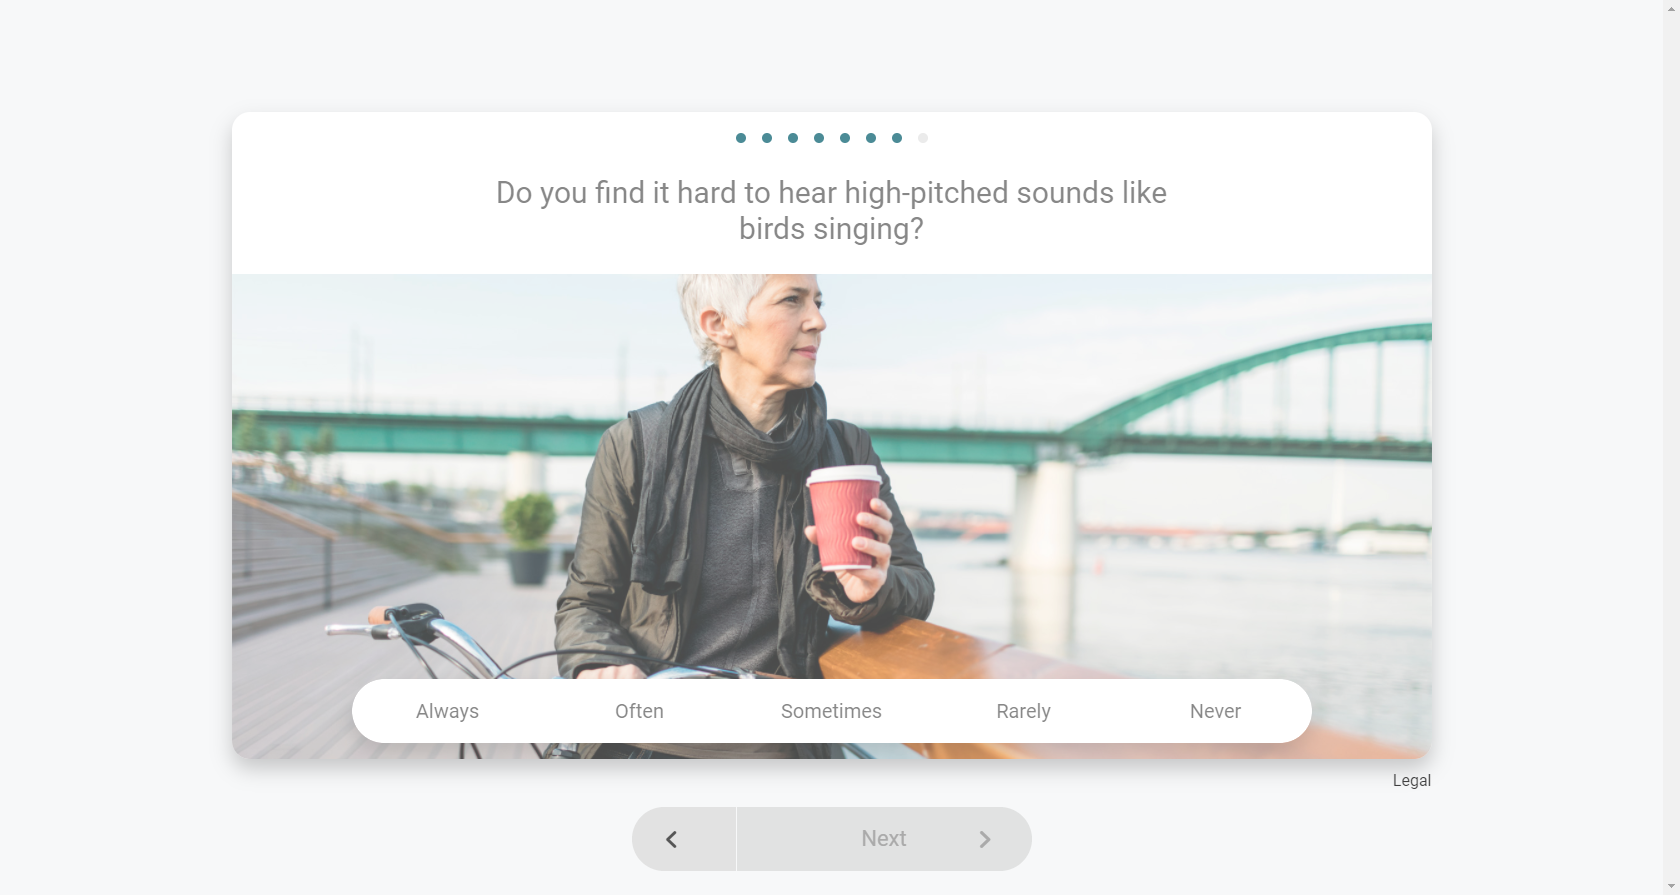 Do you find it hard to hear high-pitched sounds like
birds singing?
Always Often Sometimes Rarely Never
Legal
Next